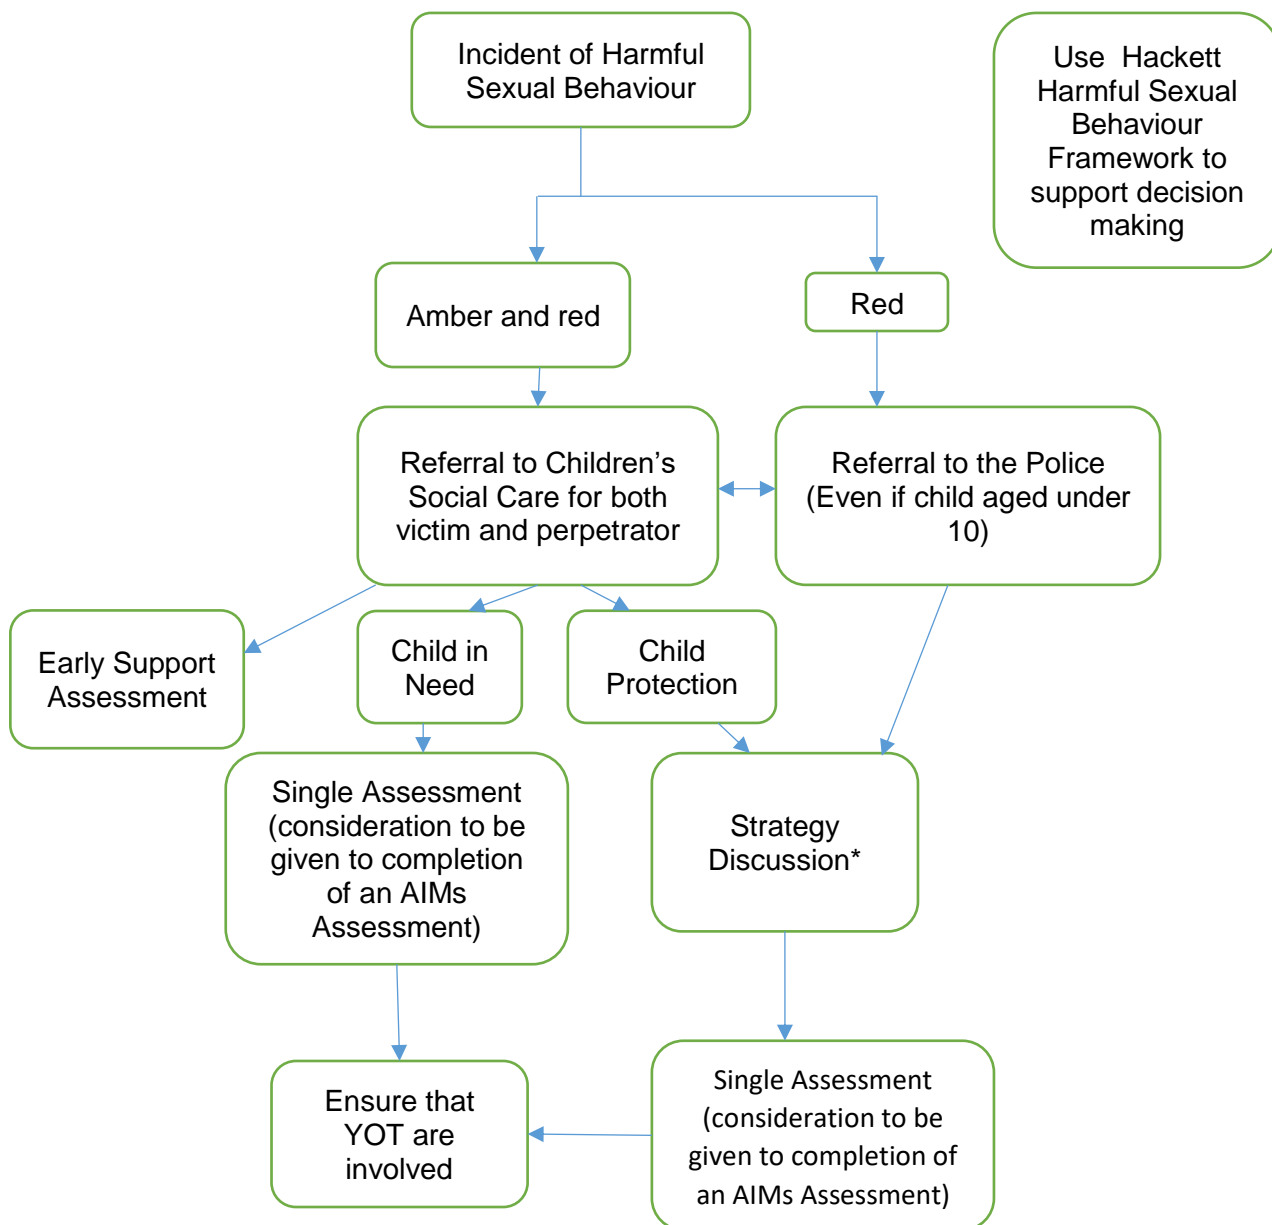 Incident of Harmful
Sexual Behaviour
Use Hackett
Harmful Sexual
Behaviour
Framework to
support decision
making
Amber and red
Red
Referral to Children’s
Social Care for both
victim and perpetrator
Referral to the Police
(Even if child aged under
10)
Early Support
Assessment
Child in
Need
Child
Protection
Single Assessment
(consideration to be
given to completion
of an AIMs
Assessment)
Strategy
Discussion*
Ensure that
YOT are
involved
Single Assessment
(consideration to be
given to completion of
an AIMs Assessment)